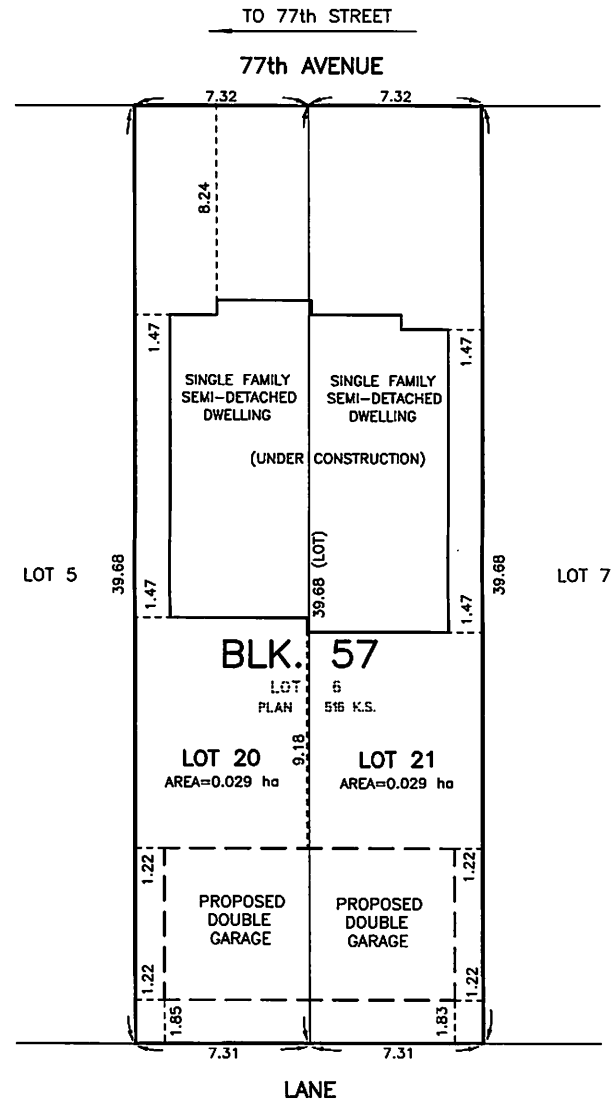 TO 77th STREET
77th AVENUE
7.32 7.32
8.24
1.47 1.47
SINGLE FAMILY
SEMI-DETACHED
DWELLING
SINGLE FAMILY
SEMI-DETACHED
DWELLING
(UNDER CONSTRUCTION)
LOT 5
39.68
39.68 (LOT)
39.68
LOT 7
1.47 1.47
BLK. 57
LOT 6
PLAN 516 K.S.
9.18
LOT 20
AREA=0.029 ha
LOT 21
AREA=0.029 ha
1.22 1.22
PROPOSED
DOUBLE
GARAGE
PROPOSED
DOUBLE
GARAGE
1.22 1.22
1.85 1.83
7.31 7.31
LANE